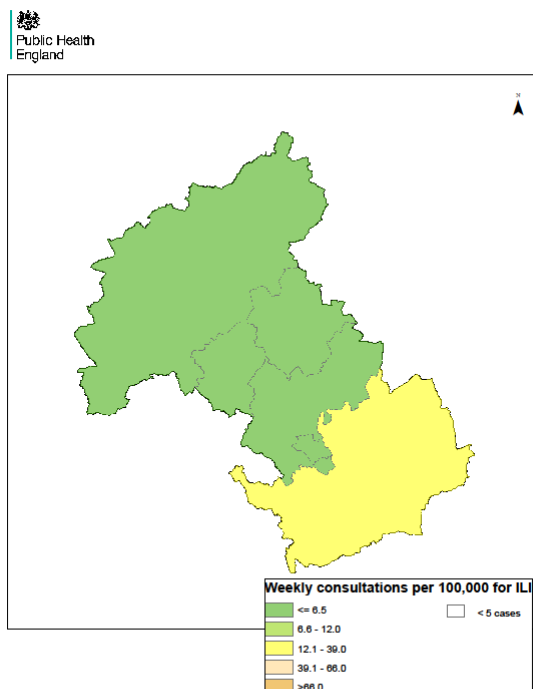 Public Health
England
N
Weekly consultations per 100,000 for ILI
<= 6.5
< 5 cases
6.6 - 12.0
12.1 - 39.0
39.1 - 66.0
>66.0